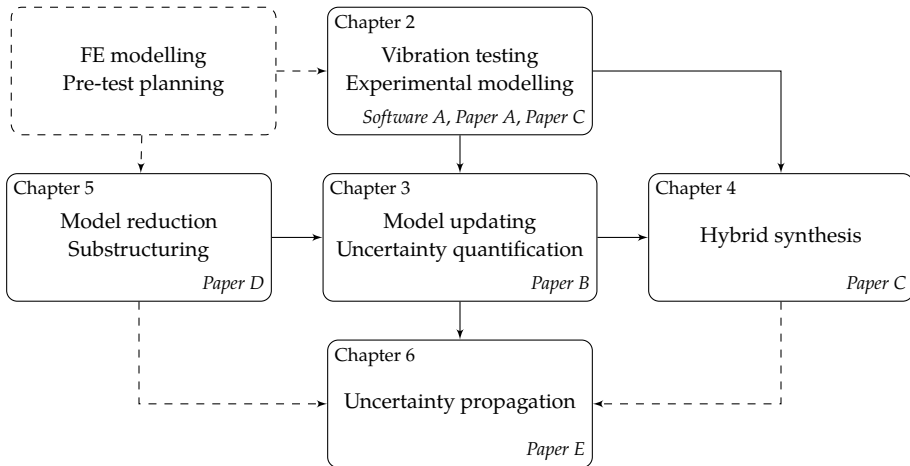 FE modelling
Pre-test planning
Chapter 2
Vibration testing
Experimental modelling
Software A, Paper A, Paper C
Chapter 5
Model reduction
Substructuring
Paper D
Chapter 3
Model updating
Uncertainty quantification
Paper B
Chapter 4
Hybrid synthesis
Paper C
Chapter 6
Uncertainty propagation
Paper E